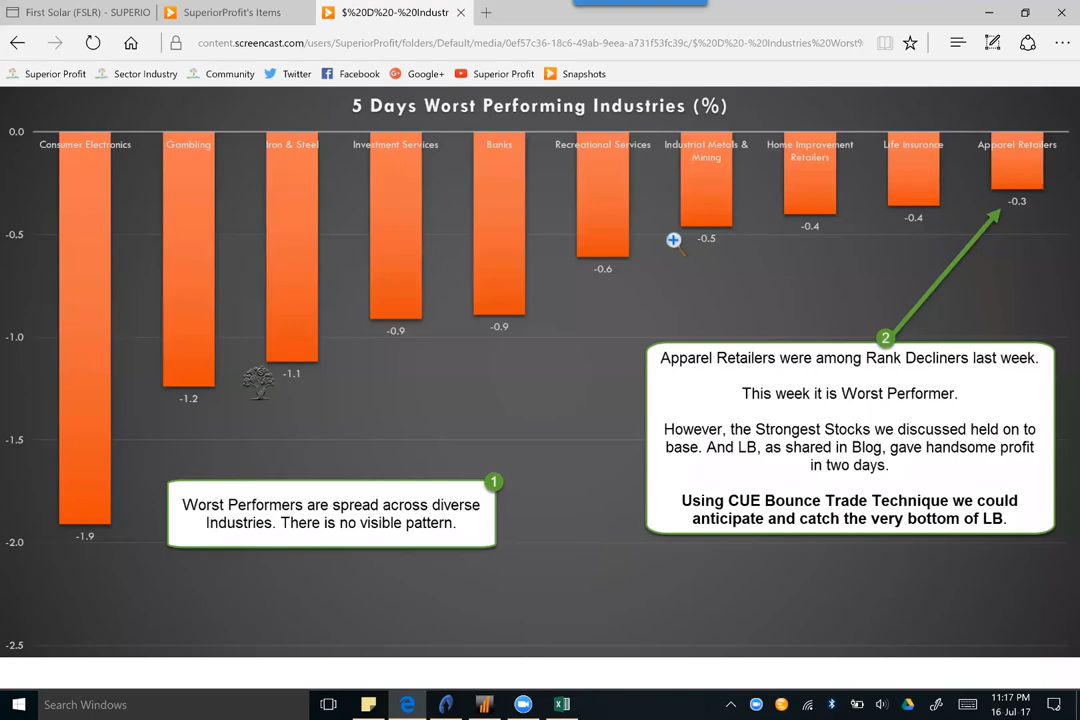 First Solar (FSLR) - SUPERIO
SuperiorProfit's Items
$%20D%20-%20Industr
content.screencast.com/users/SuperiorProfit/folders/Default/media/0ef57c36-18c6-49ab-9eea-a731f53fc39c/$%20D%20-%20Industries%20Worst%
Superior Profit
Sector Industry
Community
Twitter
Facebook
Google+
Superior Profit
Snapshots
5 Days Worst Performing Industries (%)
0.0
-0.5
-1.0
-1.5
-2.0
-2.5
Consumer Electronics
-1.9
Gambling
-1.2
Iron & Steel
-1.1
Investment Services
-0.9
Banks
-0.9
Recreational Services
-0.6
Industrial Metals &
Mining
-0.5
Home Improvement
Retailers
-0.4
Life Insurance
-0.4
Apparel Retailers
-0.3
1
Worst Performers are spread across diverse
Industries. There is no visible pattern.
2
Apparel Retailers were among Rank Decliners last week.
This week it is Worst Performer.
However, the Strongest Stocks we discussed held on to
base. And LB, as shared in Blog, gave handsome profit
in two days.
Using CUE Bounce Trade Technique we could
anticipate and catch the very bottom of LB.
Search Windows
11:17 PM
16 Jul 17